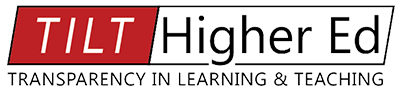 TILT Higher Ed
TRANSPARENCY IN LEARNING & TEACHING